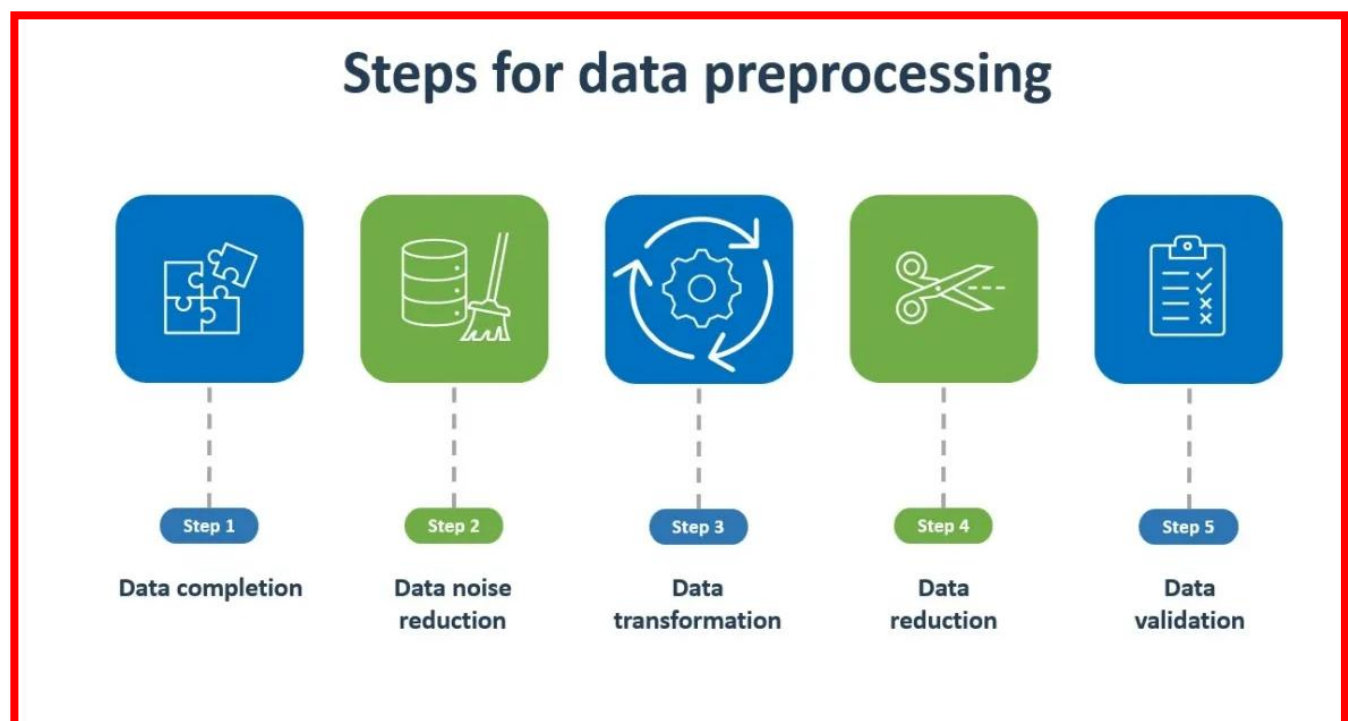 Steps for data preprocessing
Step 1
Data completion
Step 2
Data noise
reduction
Step 3
Data
transformation
Step 4
Data
reduction
Step 5
Data
validation